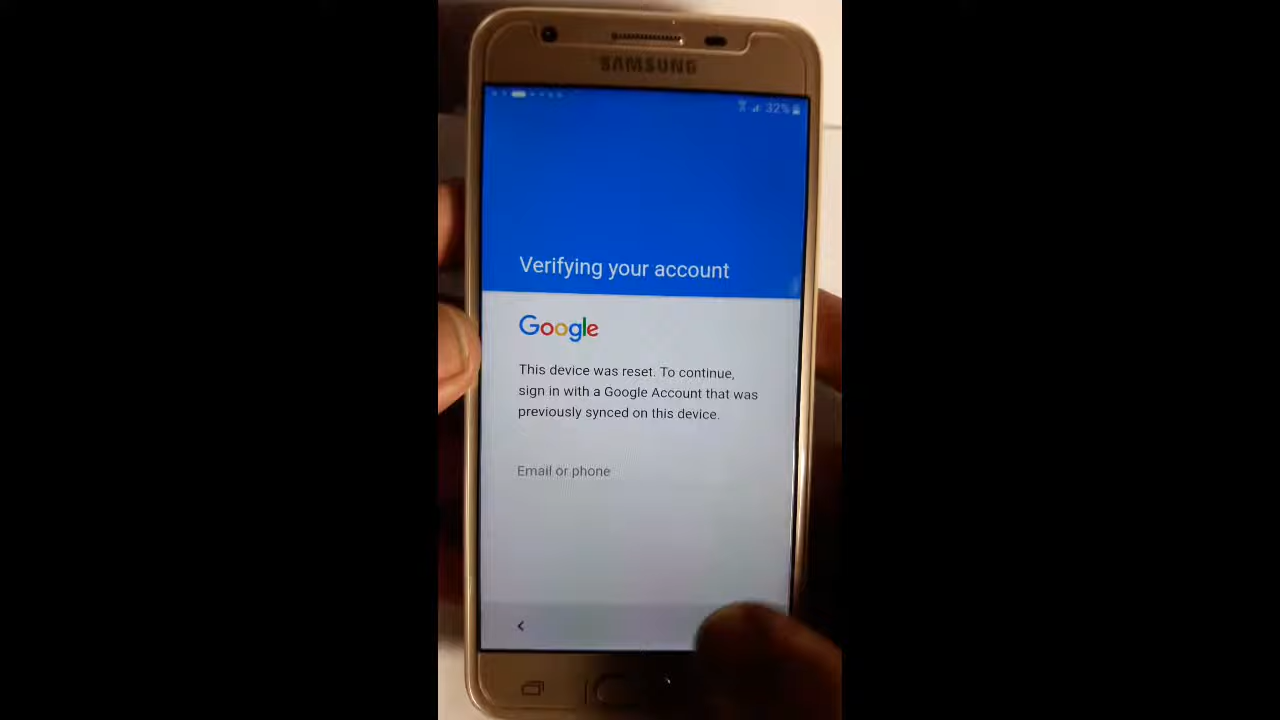 SAMSUNG
32%
Verifying your account
Google
This device was reset. To continue,
sign in with a Google Account that was
previously synced on this device.
Email or phone